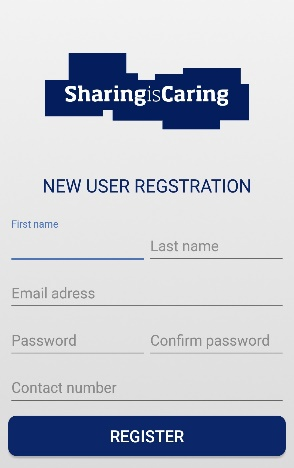 SharingisCaring
NEW USER REGSTRATION
First name
Last name
Email adress
Password Confirm password
Contact number
REGISTER